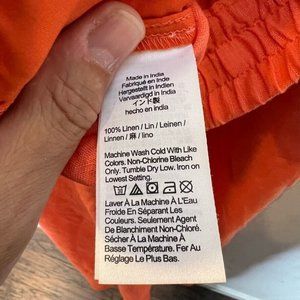 Made in India
Fabriqué en Inde
Hergestellt in Indien
Vervaardigd in India
インド製
hecho en india
100% Linen / Lin / Leinen /
Linnen / 麻 / lino
Machine Wash Cold With Like
Colors. Non-Chlorine Bleach
Only. Tumble Dry Low. Iron on
Lowest Setting.
Laver À La Machine À L'Eau
Froide En Séparant Les
Couleurs. Seulement Agent
De Blanchiment Non-Chloré.
Sécher À La Machine À
Basse Température. Fer Au
Réglage Le Plus Bas.